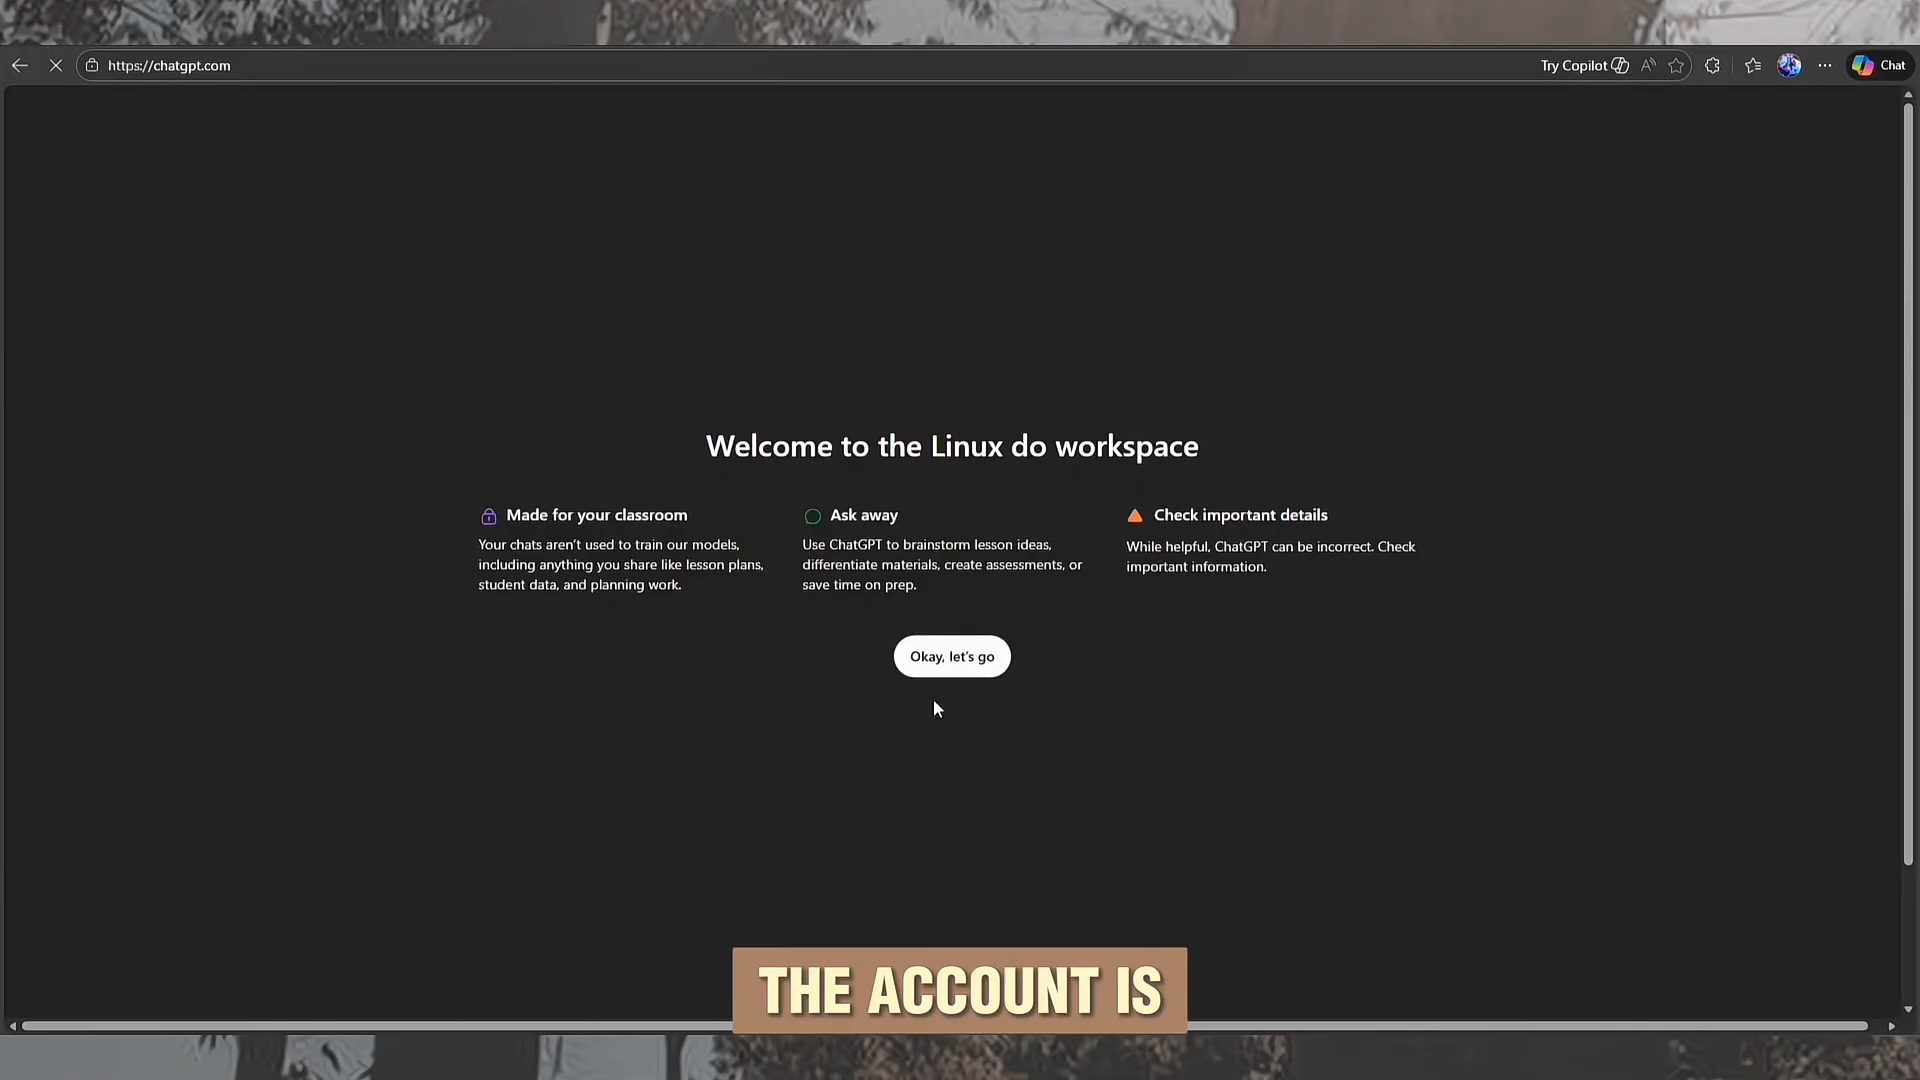 https://chatgpt.com
Try Copilot
Chat
Welcome to the Linux do workspace
Made for your classroom
Your chats aren't used to train our models,
including anything you share like lesson plans,
student data, and planning work.
Ask away
Use ChatGPT to brainstorm lesson ideas,
differentiate materials, create assessments, or
save time on prep.
Check important details
While helpful, ChatGPT can be incorrect. Check
important information.
Okay, let's go
THE ACCOUNT IS